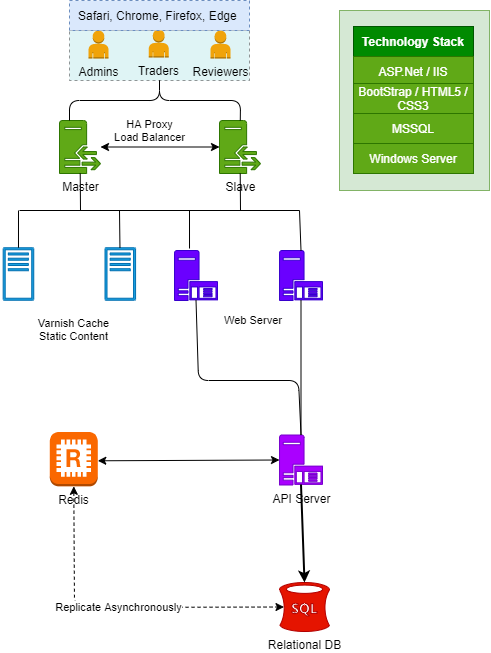 Safari, Chrome, Firefox, Edge
Admins
Traders
Reviewers
Technology Stack
ASP.Net / IIS
BootStrap / HTML5 /
CSS3
MSSQL
Windows Server
HA Proxy
Load Balancer
Master
Slave
Varnish Cache
Static Content
Web Server
R
Redis
API Server
Replicate Asynchronously
SQL
Relational DB